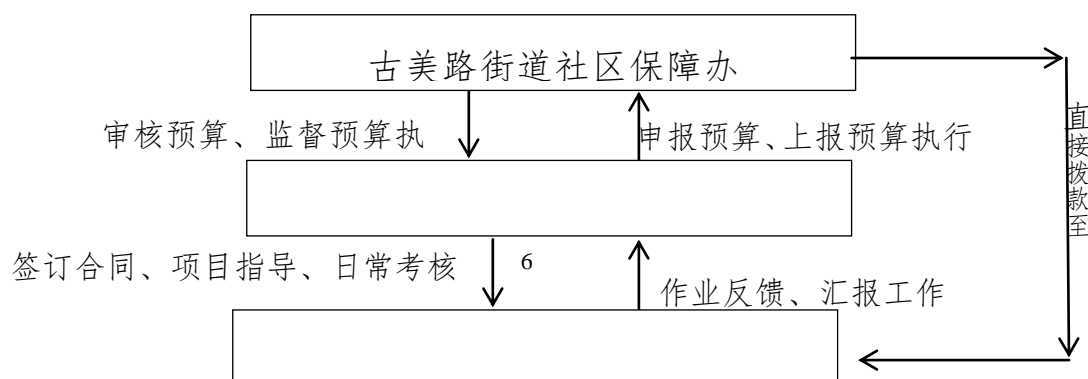 古美路街道社区保障办
审核预算、监督预算执
申报预算、上报预算执行
直接拨款至
签订合同、项目指导、日常考核
6
作业反馈、汇报工作